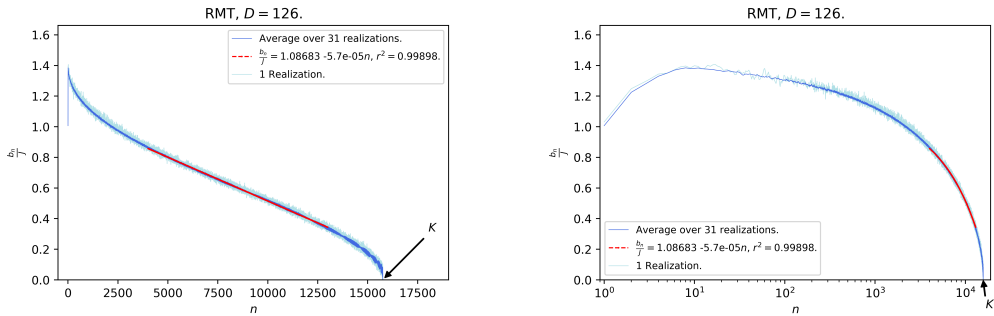 RMT, D = 126.
Average over 31 realizations.
b_n/J = 1.08683 -5.7e-05n, r² = 0.99898.
1 Realization.
K
b_n/J
1.6
1.4
1.2
1.0
0.8
0.6
0.4
0.2
0.0
0 2500 5000 7500 10000 12500 15000 17500
n
RMT, D = 126.
b_n/J
1.6
1.4
1.2
1.0
0.8
0.6
0.4
0.2
0.0
Average over 31 realizations.
b_n/J = 1.08683 -5.7e-05n, r² = 0.99898.
1 Realization.
10⁰ 10¹ 10² 10³ 10⁴
K
n